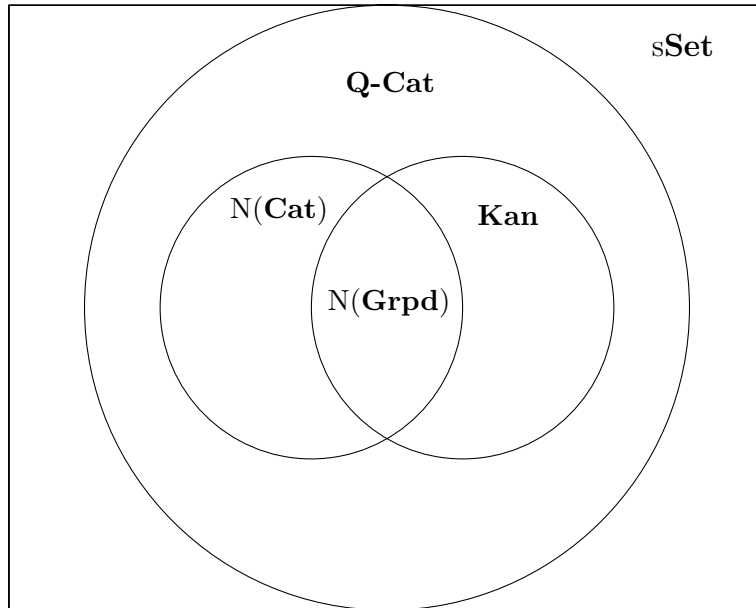 sSet
Q-Cat
N(Cat)
Kan
N(Grpd)